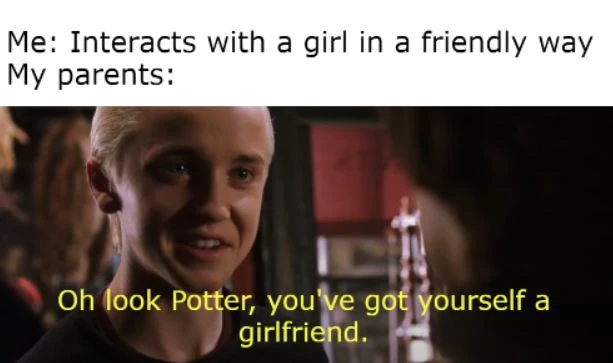 Me: Interacts with a girl in a friendly way
My parents:
Oh look Potter, you've got yourself a
girlfriend.